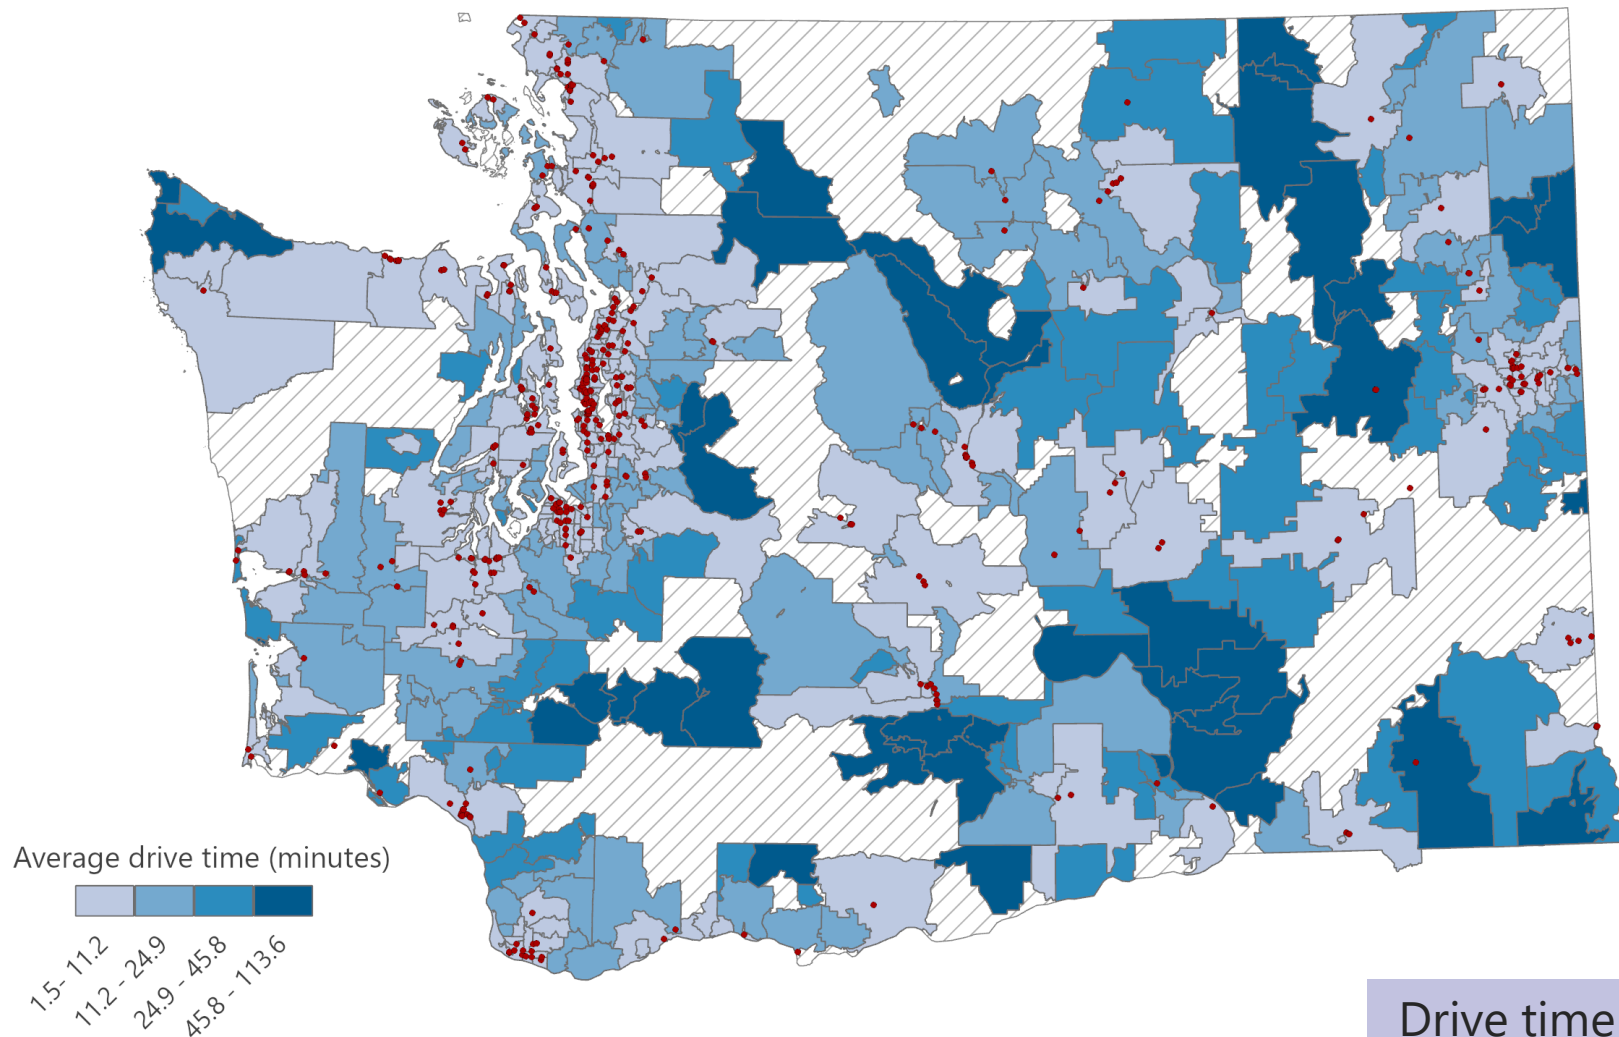 Average drive time (minutes)
1.5- 11.2
11.2 - 24.9
24.9 - 45.8
45.8 - 113.6
Drive time